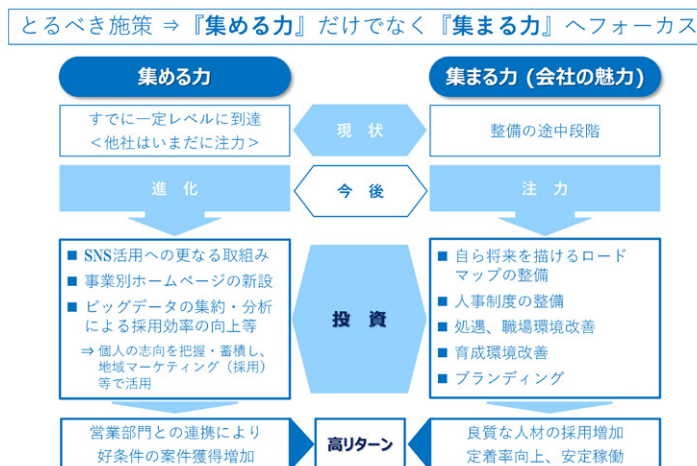 とるべき施策 ⇒ 『集める力』だけでなく『集まる力』へフォーカス
集める力
集まる力 (会社の魅力)
すでに一定レベルに到達
<他社はいまだに注力>
現 状
整備の途中段階
進 化
今 後
注 力
■ SNS活用への更なる取組み
■ 事業別ホームページの新設
■ ビッグデータの集約・分析
による採用効率の向上等
⇒ 個人の志向を把握・蓄積し、
地域マーケティング（採用）
等で活用
投 資
■ 自ら将来を描けるロード
マップの整備
■ 人事制度の整備
■ 処遇、職場環境改善
■ 育成環境改善
■ ブランディング
営業部門との連携により
好条件の案件獲得増加
高リターン
良質な人材の採用増加
定着率向上、安定稼働